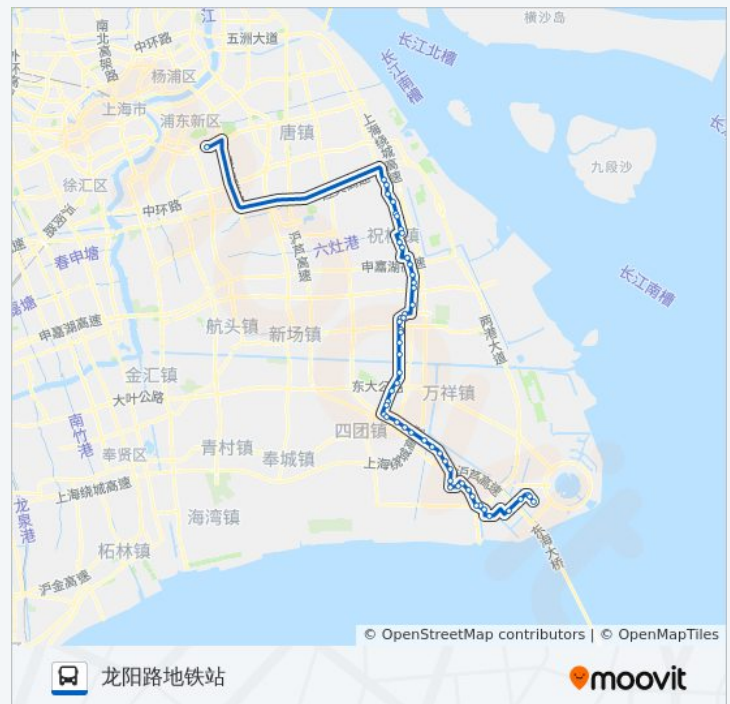 横沙岛
江
五洲大道
南北高架路
中环路
长江北槽
长江南槽
杨浦区
上海市
浦东新区
唐镇
上海绕城高速
九段沙
徐汇区
中环路
祝桥镇
六灶港
春申塘
申嘉湖高速
长江南槽
航头镇
新场镇
两港大道
申嘉湖高速
金汇镇
东大公路
万祥镇
大叶公路
南竹港
四团镇
青村镇
奉贤区
奉城镇
上海绕城高速
沪芦高速
上海绕城高速
海湾镇
龙泉港
东海大桥
柘林镇
沪金高速
© OpenStreetMap contributors | © OpenMapTiles
龙阳路地铁站
moovit